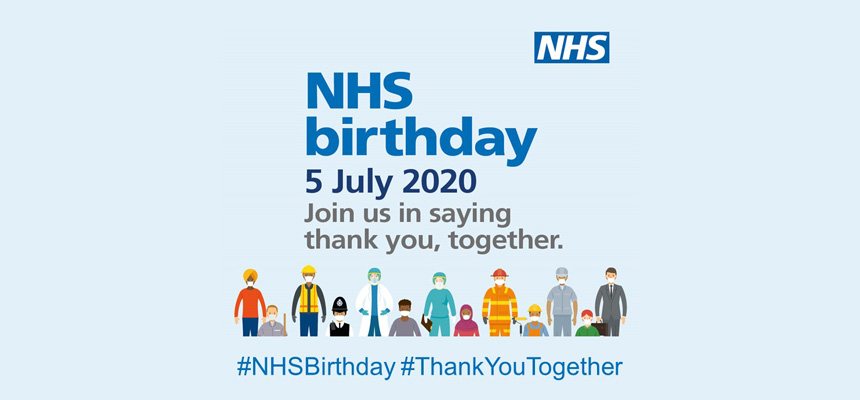 NHS
NHS
birthday
5 July 2020
Join us in saying
thank you, together.
#NHSBirthday #ThankYouTogether